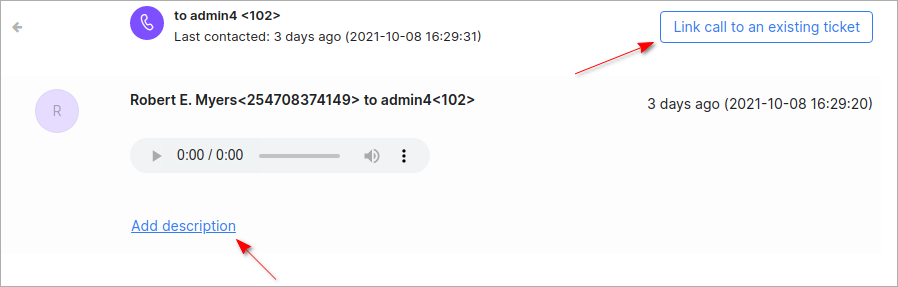 to admin4 <102>
Last contacted: 3 days ago (2021-10-08 16:29:31)
Link call to an existing ticket
R
Robert E. Myers<254708374149> to admin4<102>
3 days ago (2021-10-08 16:29:20)
0:00 / 0:00
Add description